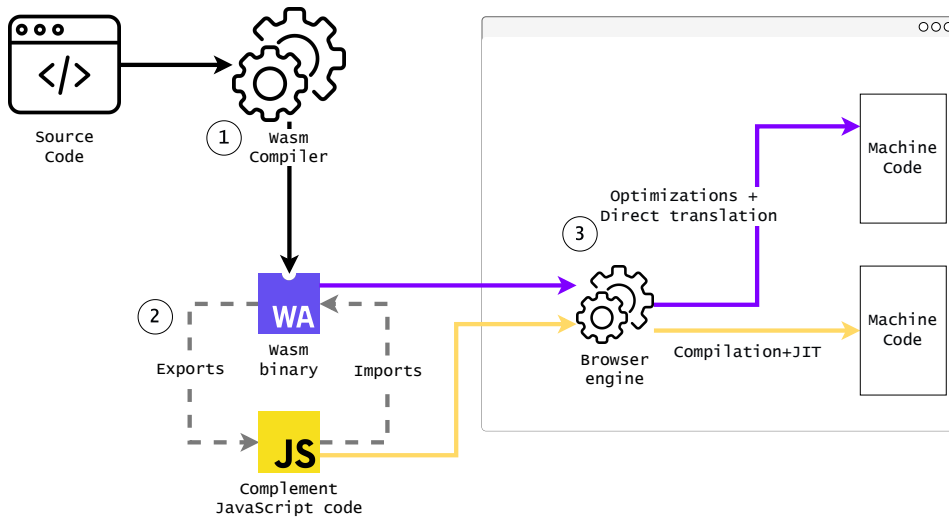 </>
Source
Code
1
Wasm
Compiler
Machine
Code
Optimizations +
Direct translation
3
2
WA
Wasm
binary
Exports
Imports
Browser
engine
Compilation+JIT
Machine
Code
JS
Complement
JavaScript code